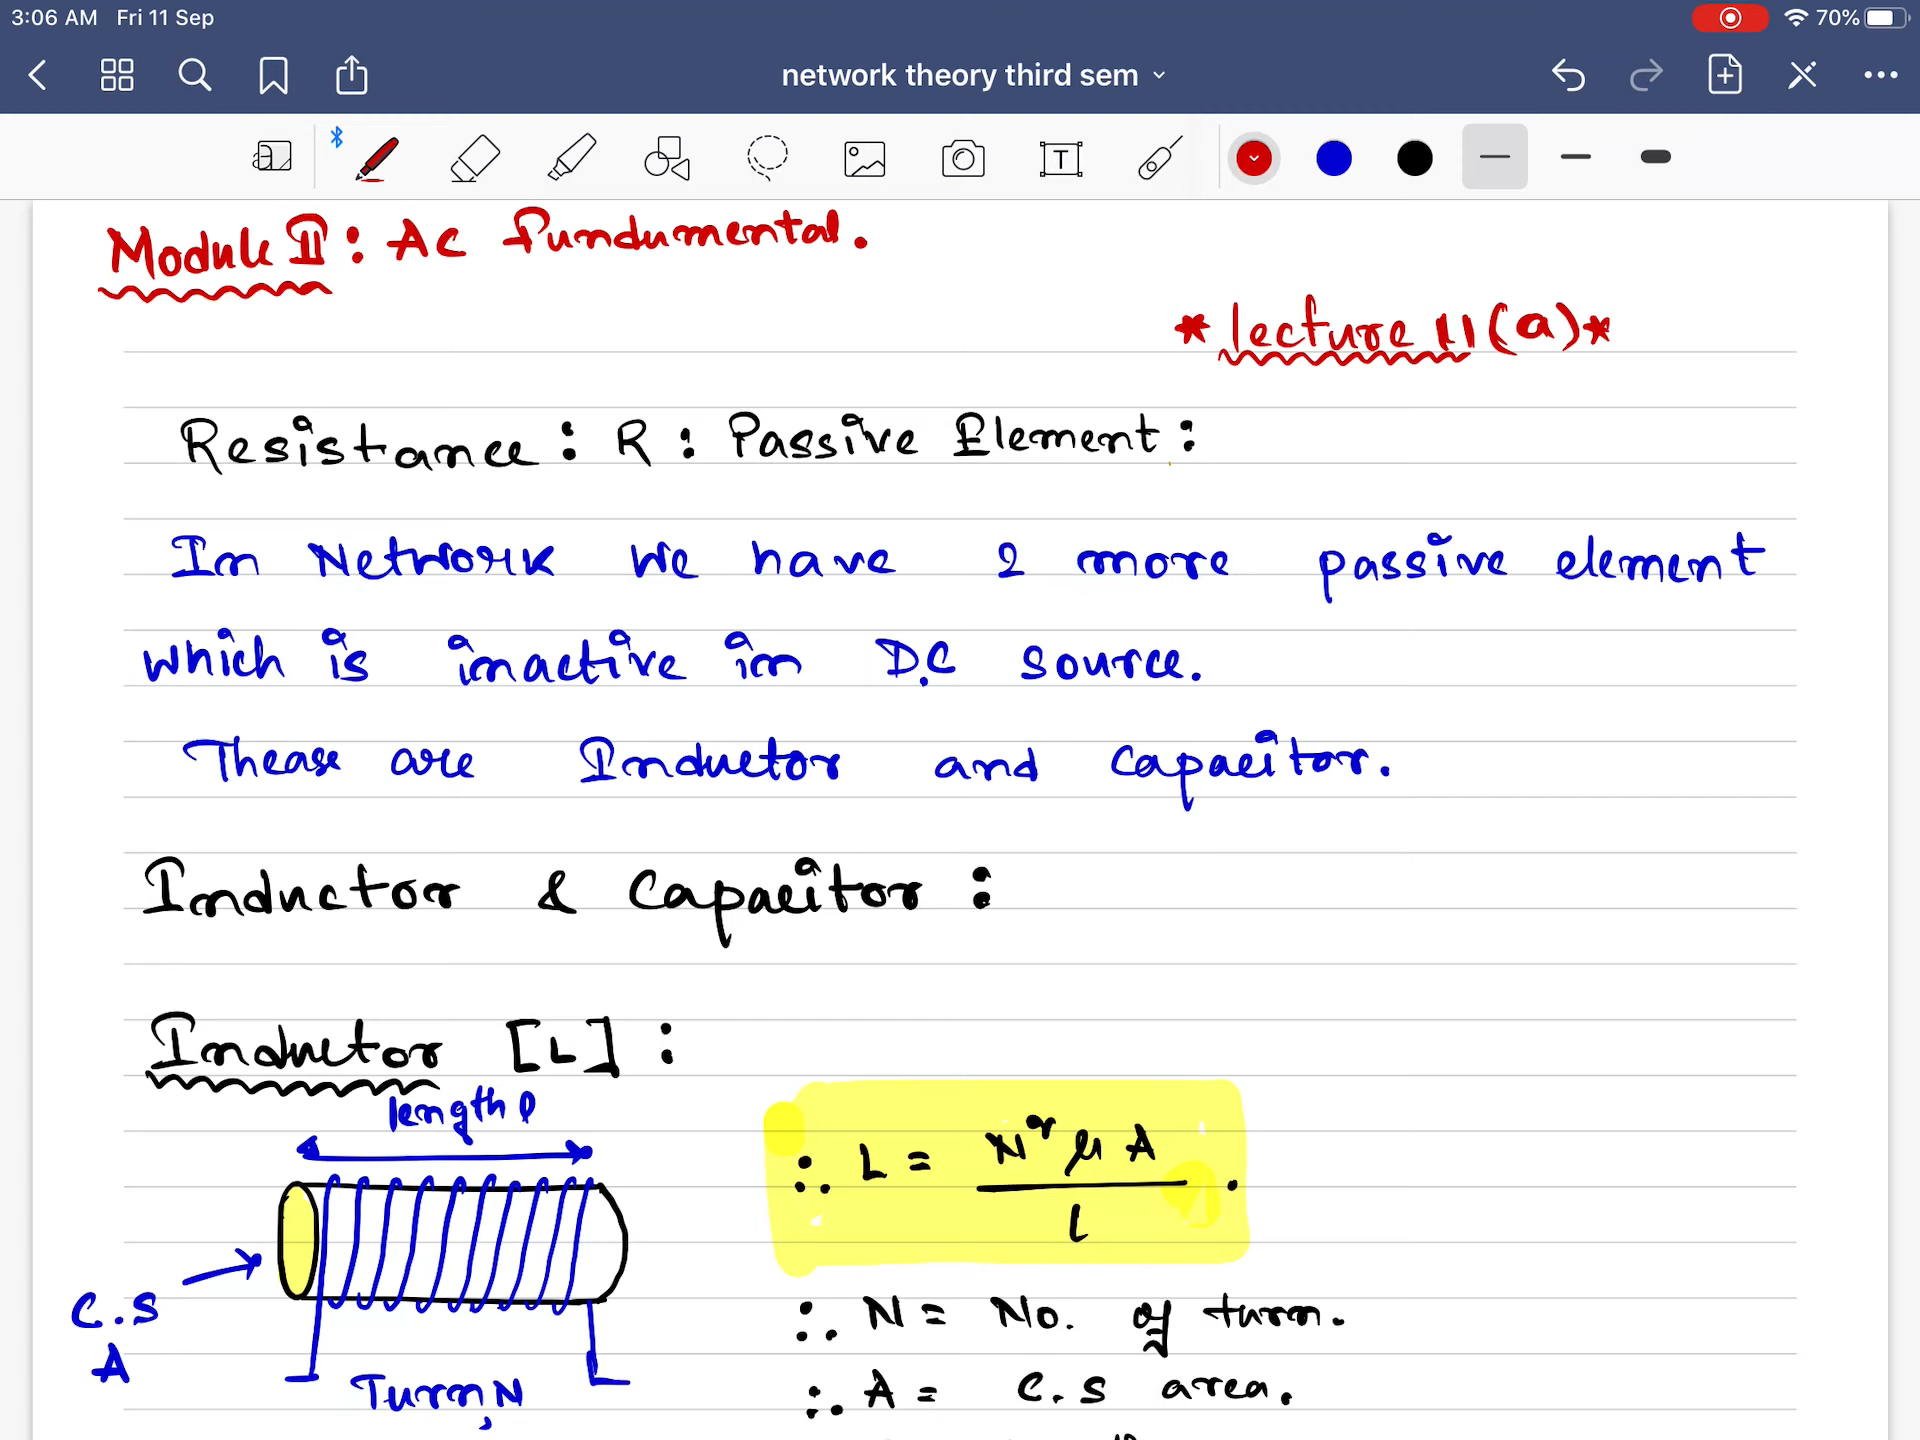 3:06 AM Fri 11 Sep
70%
network theory third sem
T
Module II : AC fundumental.
* lecture 11(a)*
Resistance : R : Passive Element :
In Network we have 2 more passive element
which is inactive in D.C source.
Thease are Inductor and capacitor.
Inductor & Capacitor :
Inductor [L] :
length l
∴ L = N² μ A
l
C.S
A
Turn, N
∴ N = No. of turn.
∴ A = C.S area.